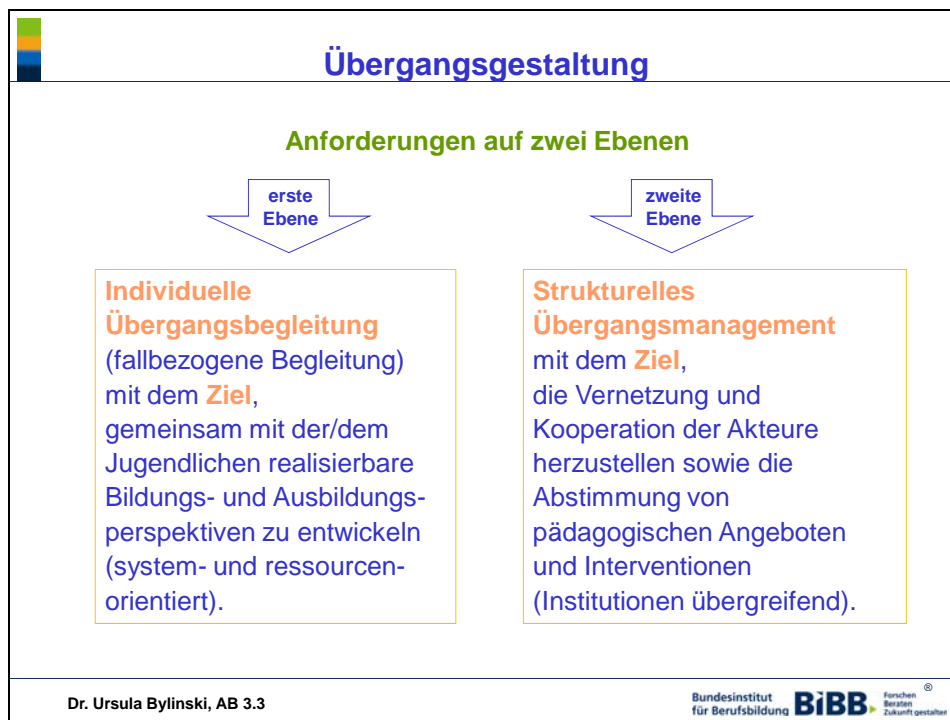 Übergangsgestaltung
Anforderungen auf zwei Ebenen
erste
Ebene
zweite
Ebene
Individuelle
Übergangsbegleitung
(fallbezogene Begleitung)
mit dem Ziel,
gemeinsam mit der/dem
Jugendlichen realisierbare
Bildungs- und Ausbildungs-
perspektiven zu entwickeln
(system- und ressourcen-
orientiert).
Strukturelles
Übergangsmanagement
mit dem Ziel,
die Vernetzung und
Kooperation der Akteure
herzustellen sowie die
Abstimmung von
pädagogischen Angeboten
und Interventionen
(Institutionen übergreifend).
Dr. Ursula Bylinski, AB 3.3
Bundesinstitut
für Berufsbildung
BiBB
Forschen
Beraten
Zukunft gestalten
®